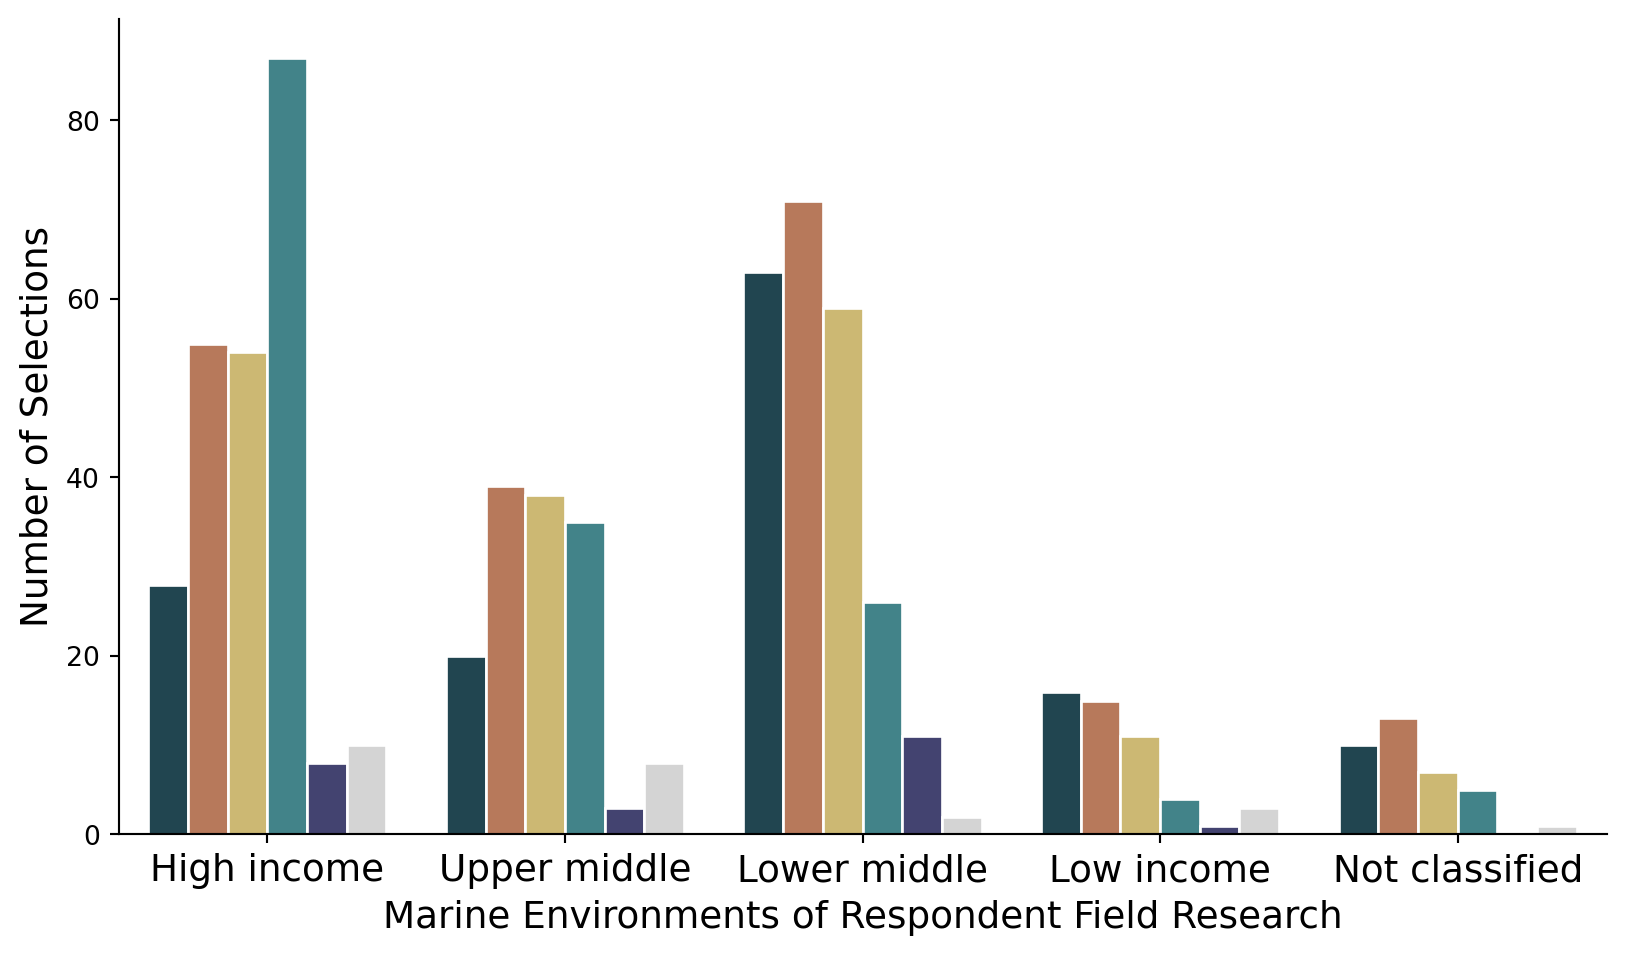 80
60
40
20
0
Number of Selections
High income
Upper middle
Lower middle
Low income
Not classified
Marine Environments of Respondent Field Research